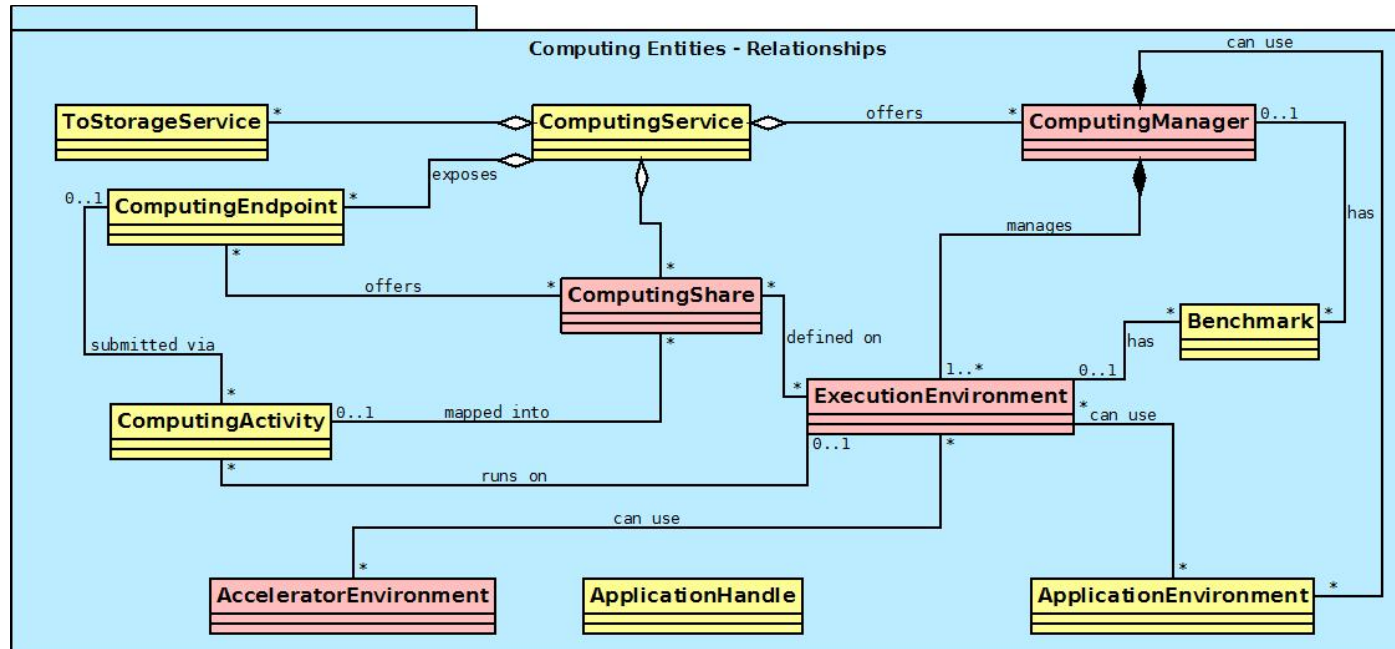 Computing Entities - Relationships
can use
ToStorageService
*
ComputingService
offers
*
ComputingManager
0..1
exposes
0..1
ComputingEndpoint
*
has
manages
*
offers
*
*
ComputingShare
*
*
Benchmark
*
submitted via
defined on
has
*
1..*
0..1
*
*
ComputingActivity
0..1
mapped into
*
ExecutionEnvironment
*
can use
*
runs on
0..1
*
can use
*
*
AcceleratorEnvironment
ApplicationHandle
ApplicationEnvironment
*